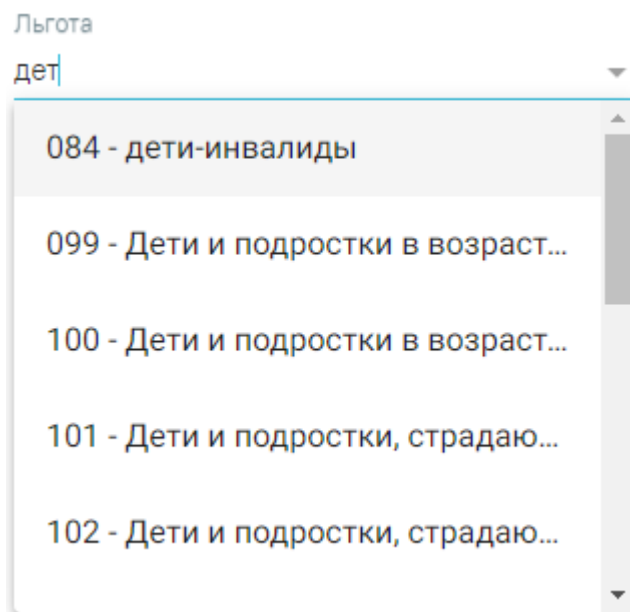 Льгота
дет
084 - дети-инвалиды
099 - Дети и подростки в возраст...
100 - Дети и подростки в возраст...
101 - Дети и подростки, страдаю...
102 - Дети и подростки, страдаю...